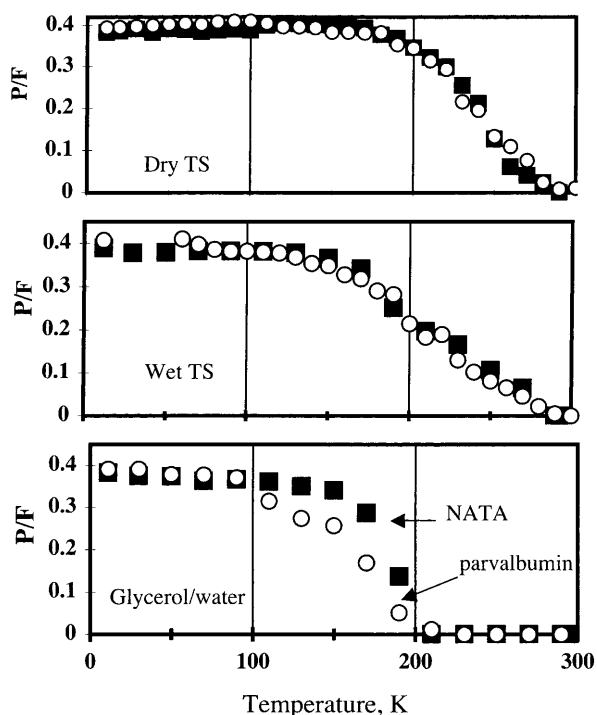 P/F
0.4
0.3
0.2
0.1
0
Dry TS
P/F
0.4
0.3
0.2
0.1
0
Wet TS
P/F
0.4
0.3
0.2
0.1
0
NATA
parvalbumin
Glycerol/water
0 100 200 300
Temperature, K